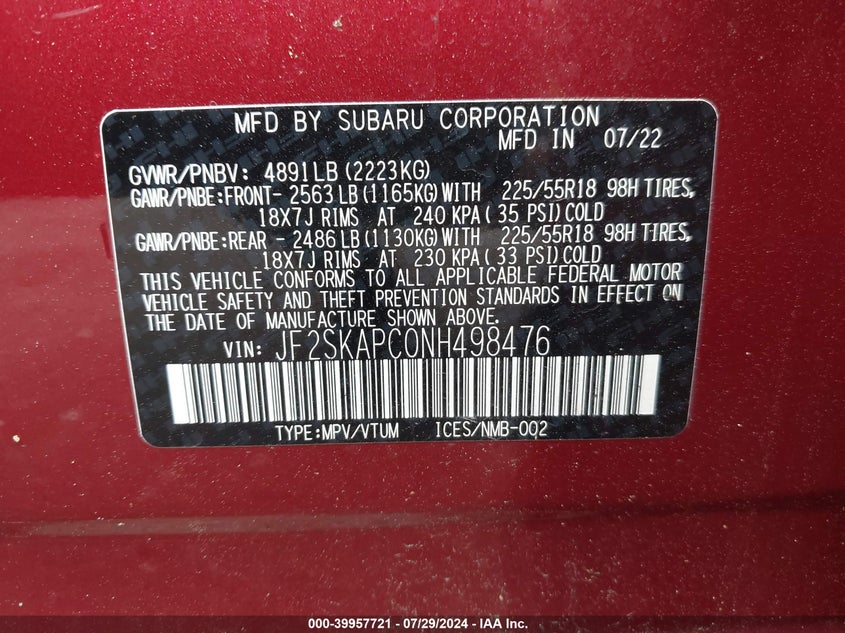 MFD BY SUBARU CORPORATION
MFD IN 07/22
GVWR/PNBV: 4891LB(2223KG)
GAWR/PNBE:FRONT- 2563LB(1165KG)WITH 225/55R18 98H TIRES,
18X7J RIMS AT 240 KPA( 35 PSI)COLD
GAWR/PNBE:REAR - 2486LB(1130KG)WITH 225/55R18 98H TIRES,
18X7J RIMS AT 230 KPA( 33 PSI)COLD
THIS VEHICLE CONFORMS TO ALL APPLICABLE FEDERAL MOTOR
VEHICLE SAFETY AND THEFT PREVENTION STANDARDS IN EFFECT ON
THE DATE OF MANUFACTURE SHOWN ABOVE.
VIN: JF2SKAPC0NH498476
TYPE:MPV/VTUM ICES/NMB-002
000-39957721 / 07/29/2024 - IAA Inc.